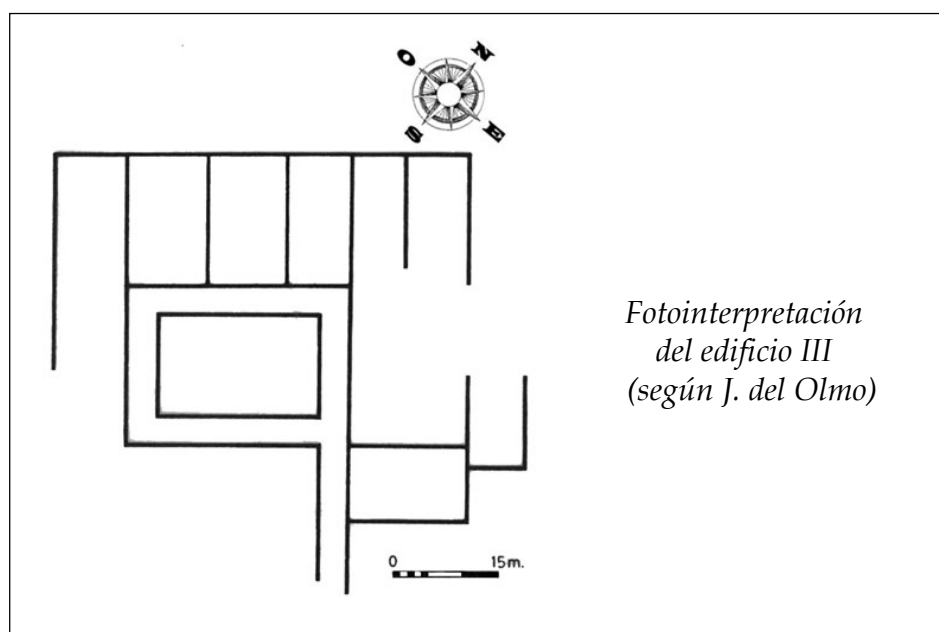 O N
S E
Fotointerpretación
del edificio III
(según J. del Olmo)
0 15m.